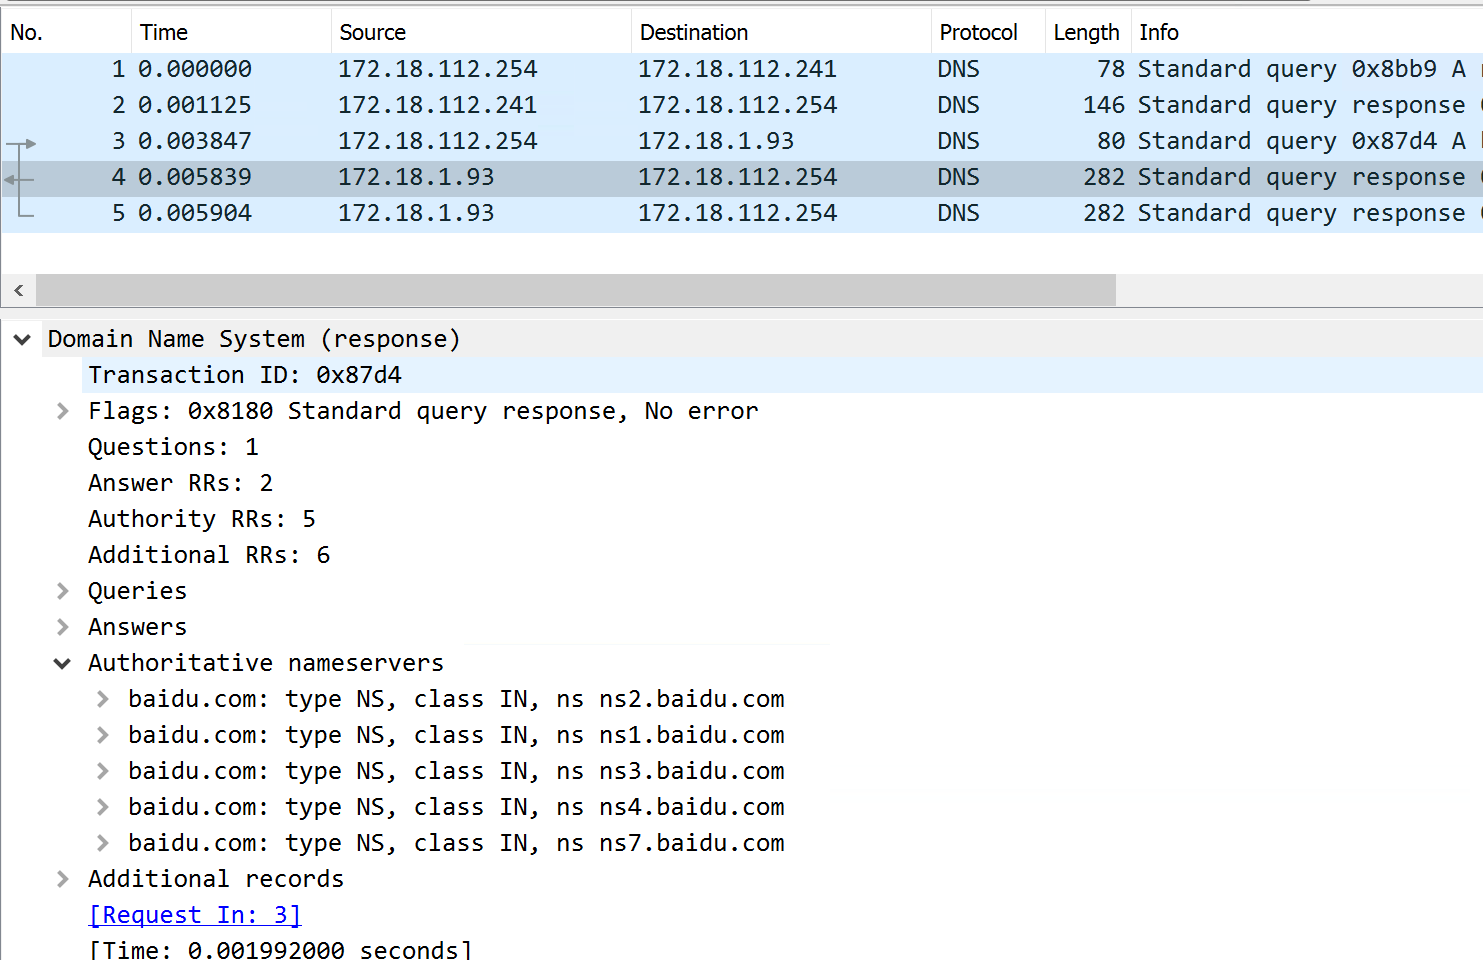 No. Time Source Destination Protocol Length Info
1 0.000000 172.18.112.254 172.18.112.241 DNS 78 Standard query 0x8bb9 A
2 0.001125 172.18.112.241 172.18.112.254 DNS 146 Standard query response
3 0.003847 172.18.112.254 172.18.1.93 DNS 80 Standard query 0x87d4 A
4 0.005839 172.18.1.93 172.18.112.254 DNS 282 Standard query response
5 0.005904 172.18.1.93 172.18.112.254 DNS 282 Standard query response
Domain Name System (response)
Transaction ID: 0x87d4
Flags: 0x8180 Standard query response, No error
Questions: 1
Answer RRs: 2
Authority RRs: 5
Additional RRs: 6
Queries
Answers
Authoritative nameservers
baidu.com: type NS, class IN, ns ns2.baidu.com
baidu.com: type NS, class IN, ns ns1.baidu.com
baidu.com: type NS, class IN, ns ns3.baidu.com
baidu.com: type NS, class IN, ns ns4.baidu.com
baidu.com: type NS, class IN, ns ns7.baidu.com
Additional records
[Request In: 3]
[Time: 0.001992000 seconds]